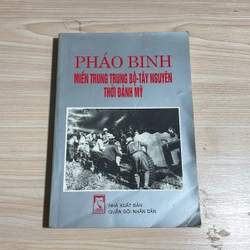 PHÁO BINH
MIỀN TRUNG TRUNG BỘ-TÂY NGUYÊN
THỜI ĐÁNH MỸ
NHÀ XUẤT BẢN
QUÂN ĐỘI NHÂN DÂN